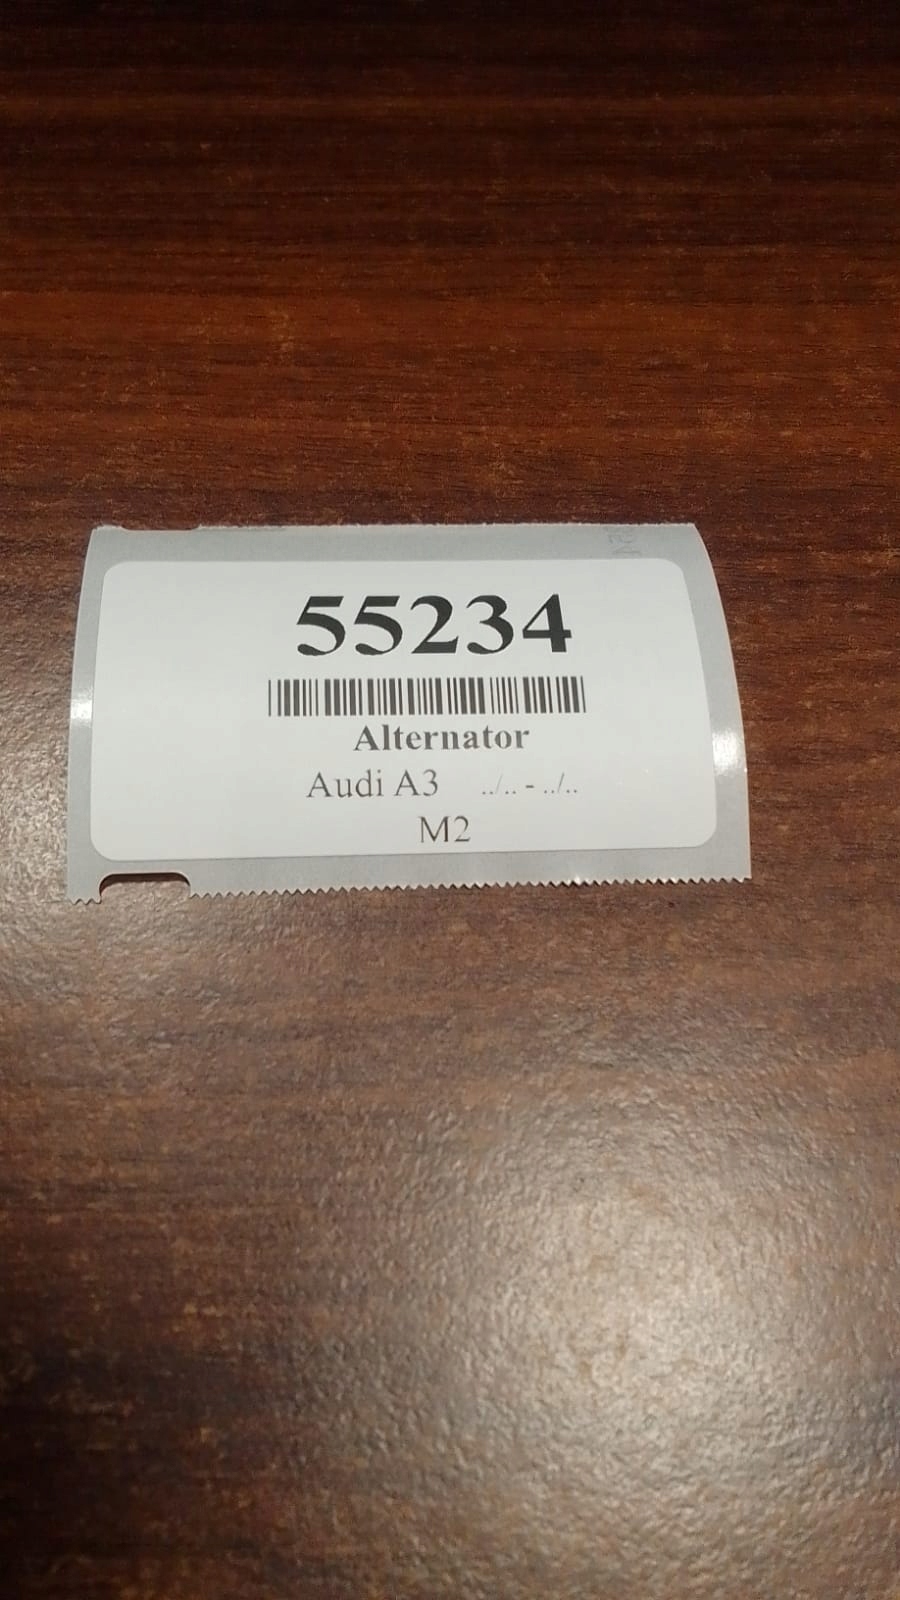 55234
Alternator
Audi A3 ../.. - ../..
M2